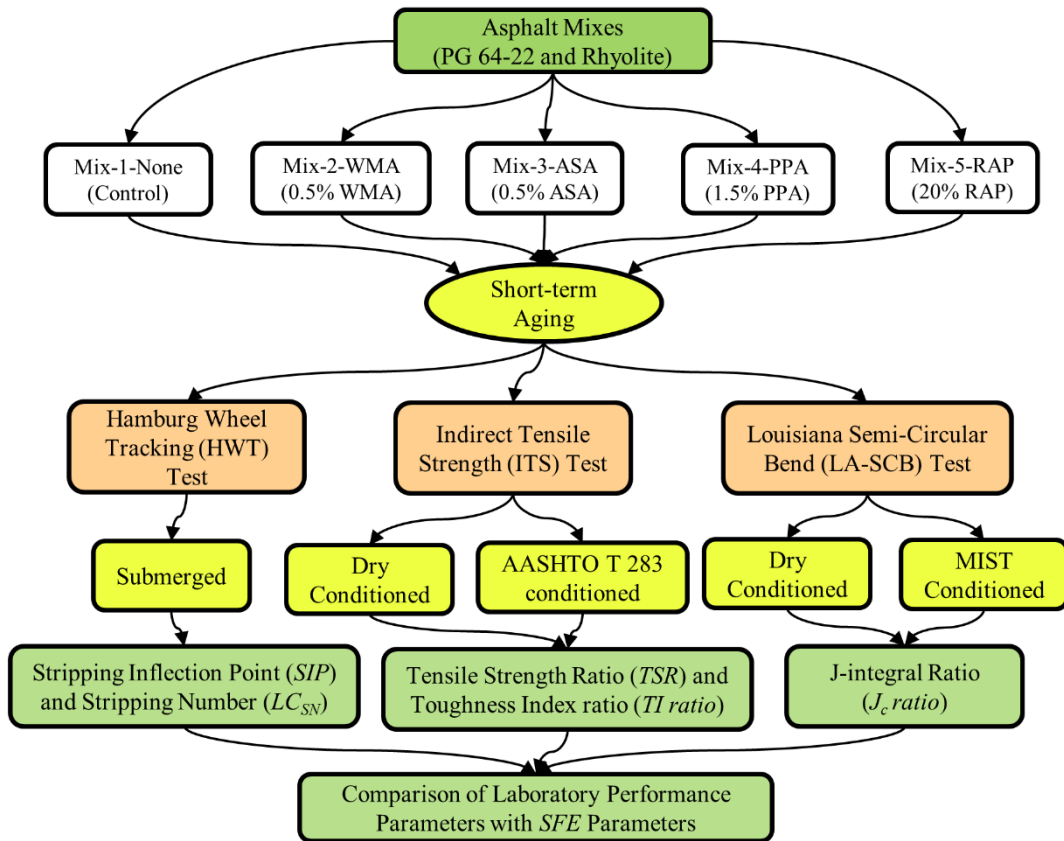 Asphalt Mixes
(PG 64-22 and Rhyolite)
Mix-1-None
(Control)
Mix-2-WMA
(0.5% WMA)
Mix-3-ASA
(0.5% ASA)
Mix-4-PPA
(1.5% PPA)
Mix-5-RAP
(20% RAP)
Short-term
Aging
Hamburg Wheel
Tracking (HWT)
Test
Indirect Tensile
Strength (ITS) Test
Louisiana Semi-Circular
Bend (LA-SCB) Test
Submerged
Dry
Conditioned
AASHTO T 283
conditioned
Dry
Conditioned
MIST
Conditioned
Stripping Inflection Point (SIP)
and Stripping Number (LC_SN)
Tensile Strength Ratio (TSR) and
Toughness Index ratio (TI ratio)
J-integral Ratio
(J_c ratio)
Comparison of Laboratory Performance
Parameters with SFE Parameters